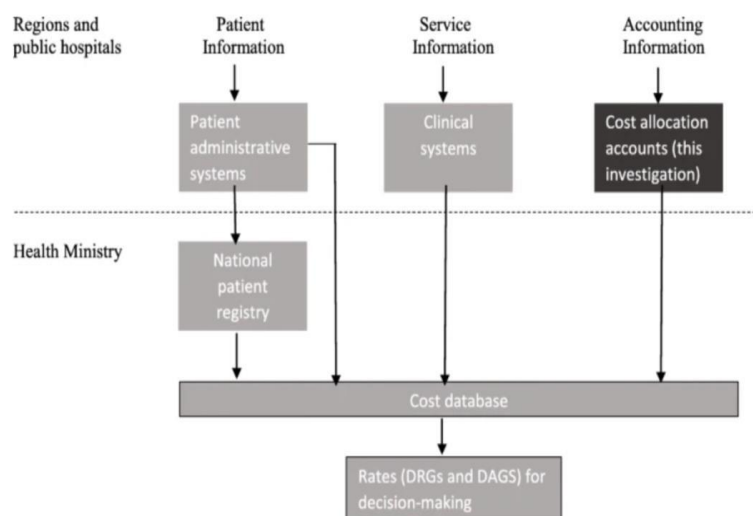 Regions and
public hospitals
Patient
Information
Service
Information
Accounting
Information
Patient
administrative
systems
Clinical
systems
Cost allocation
accounts (this
investigation)
Health Ministry
National
patient
registry
Cost database
Rates (DRGs and DAGS) for
decision-making